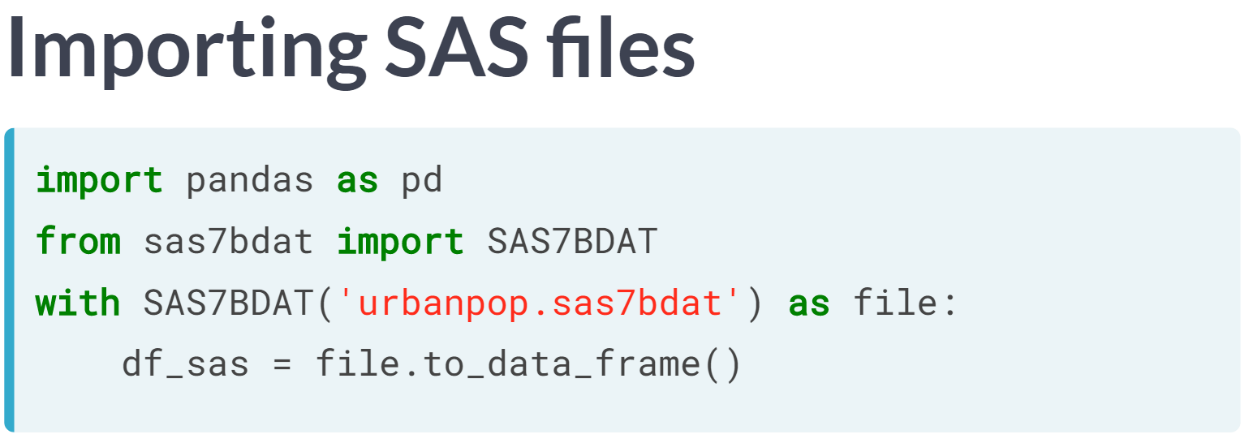 Importing SAS files
import pandas as pd
from sas7bdat import SAS7BDAT
with SAS7BDAT('urbanpop.sas7bdat') as file:
    df_sas = file.to_data_frame()